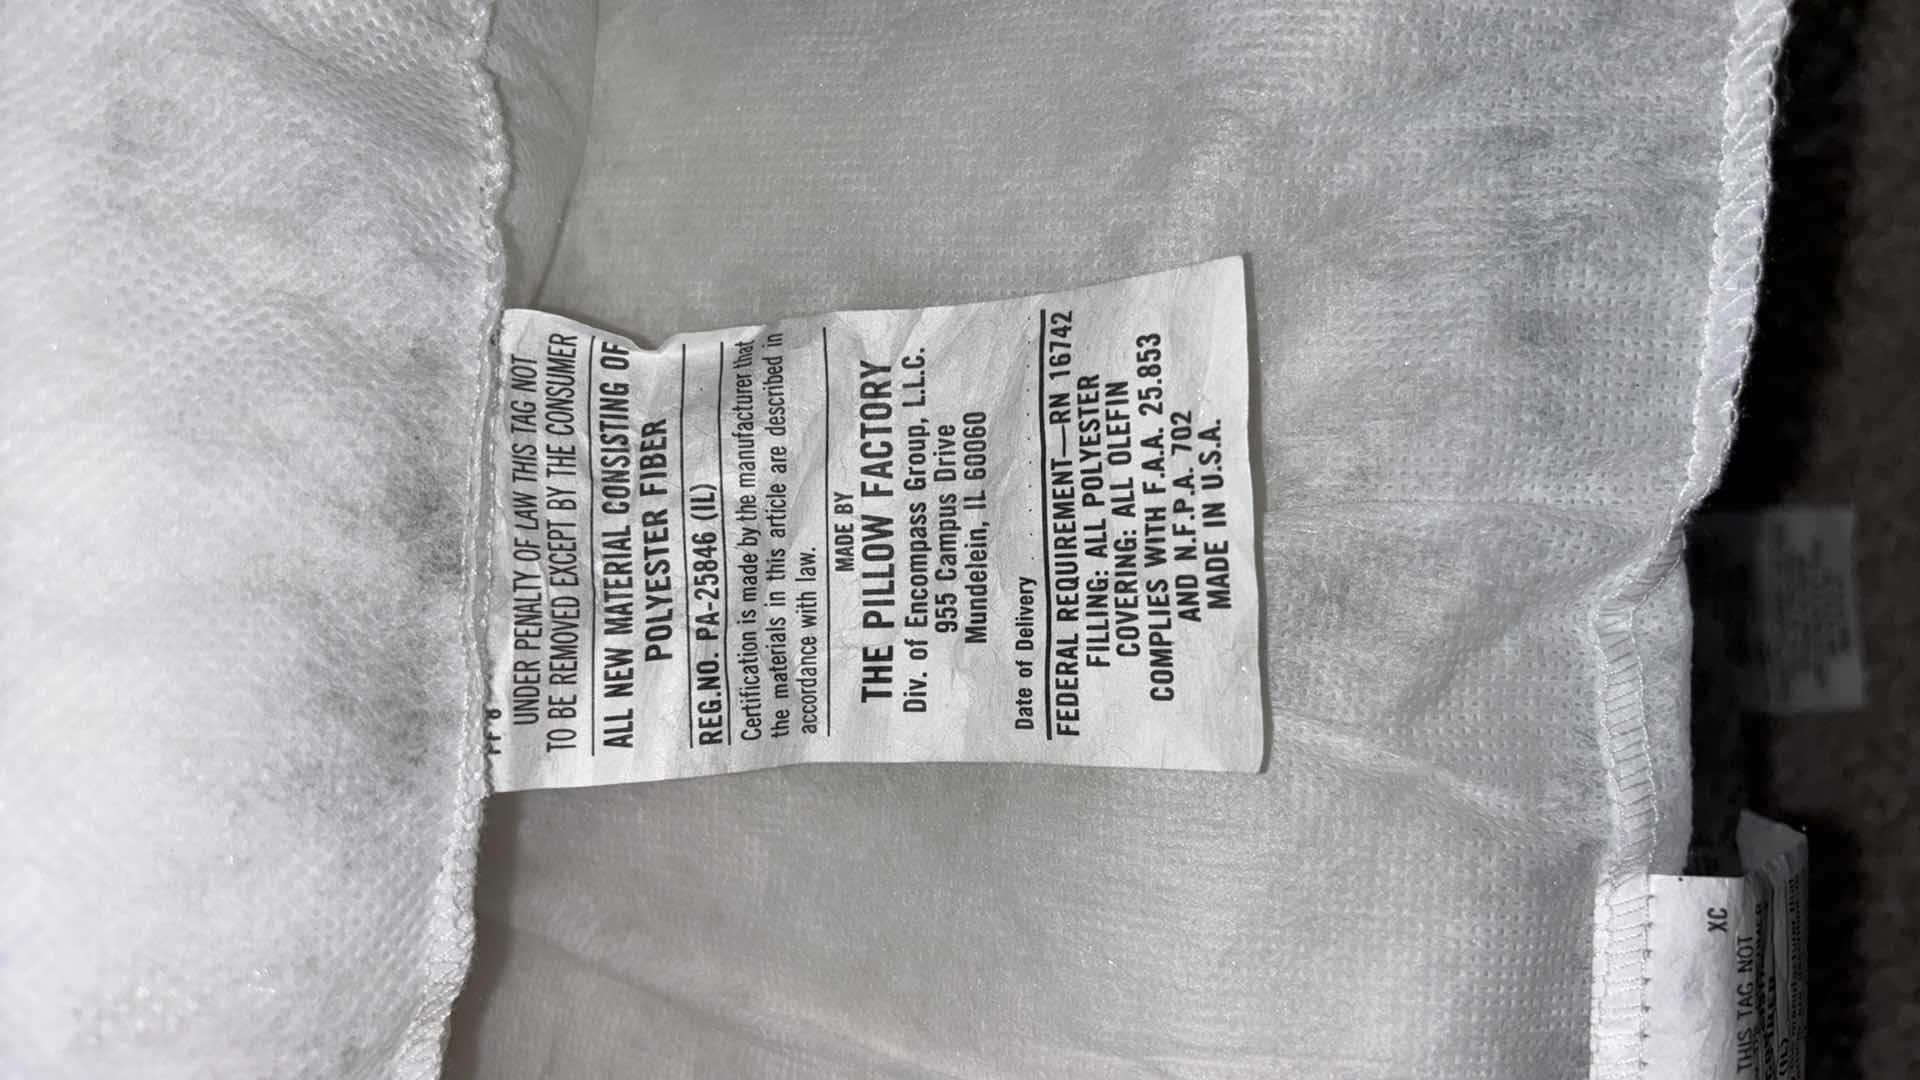 UNDER PENALTY OF LAW THIS TAG NOT
TO BE REMOVED EXCEPT BY THE CONSUMER
ALL NEW MATERIAL CONSISTING OF
POLYESTER FIBER
REG.NO. PA-25846 (IL)
Certification is made by the manufacturer that
the materials in this article are described in
accordance with law.
MADE BY
THE PILLOW FACTORY
Div. of Encompass Group, L.L.C.
955 Campus Drive
Mundelein, IL 60060
Date of Delivery . . . . . . . . . . . .
FEDERAL REQUIREMENT—RN 16742
FILLING: ALL POLYESTER
COVERING: ALL OLEFIN
COMPLIES WITH F.A.A. 25.853
AND N.F.P.A. 702
MADE IN U.S.A.
XC
THIS TAG NOT
(IL)